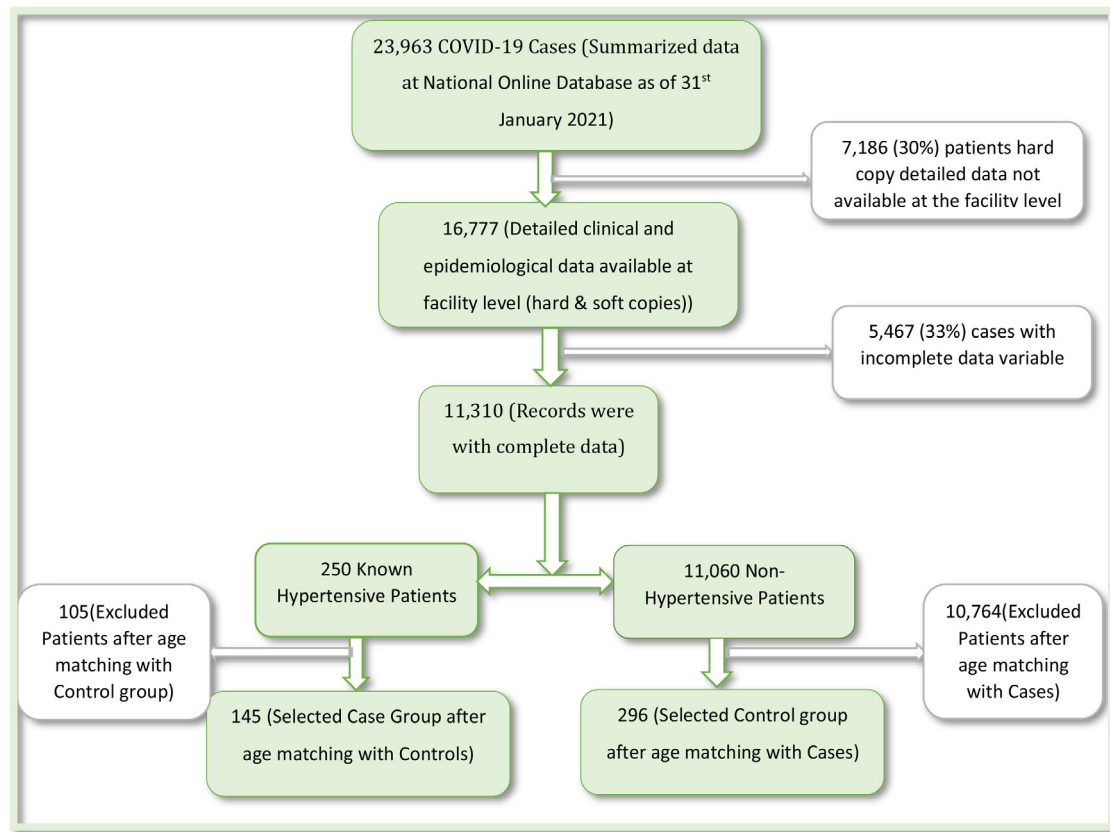 23,963 COVID-19 Cases (Summarized data
at National Online Database as of 31st
January 2021)
7,186 (30%) patients hard
copy detailed data not
available at the facility level
16,777 (Detailed clinical and
epidemiological data available at
facility level (hard & soft copies))
5,467 (33%) cases with
incomplete data variable
11,310 (Records were
with complete data)
250 Known
Hypertensive Patients
11,060 Non-
Hypertensive Patients
105(Excluded
Patients after age
matching with
Control group)
10,764(Excluded
Patients after
age matching
with Cases)
145 (Selected Case Group after
age matching with Controls)
296 (Selected Control group
after age matching with Cases)